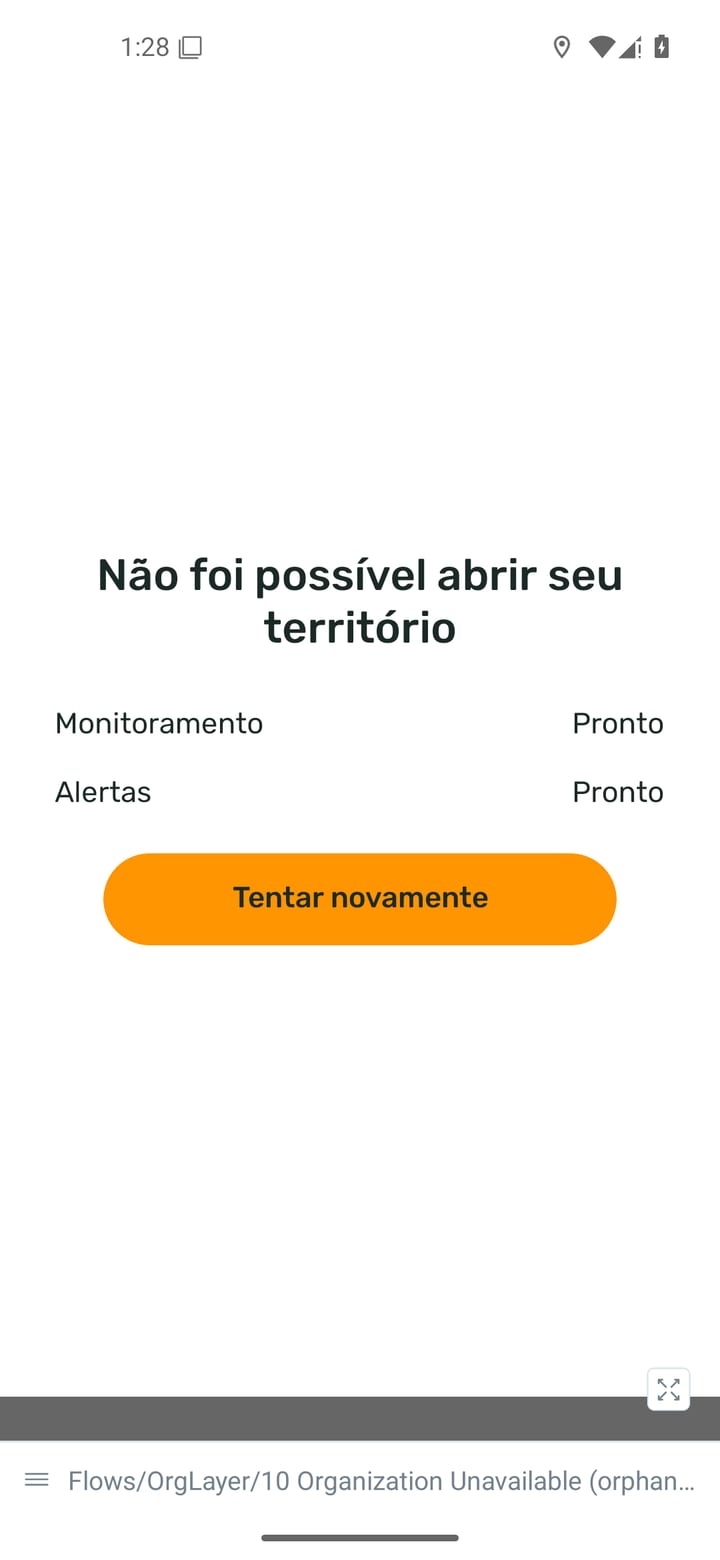 1:28
Não foi possível abrir seu
território
Monitoramento Pronto
Alertas Pronto
Tentar novamente
Flows/OrgLayer/10 Organization Unavailable (orphan...